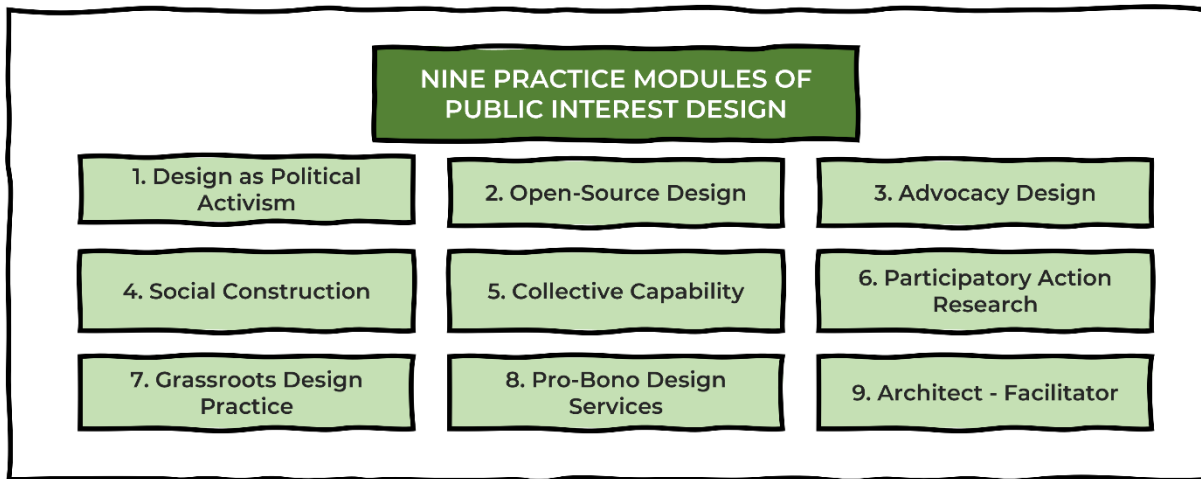 NINE PRACTICE MODULES OF
PUBLIC INTEREST DESIGN
1. Design as Political
Activism
2. Open-Source Design
3. Advocacy Design
4. Social Construction
5. Collective Capability
6. Participatory Action
Research
7. Grassroots Design
Practice
8. Pro-Bono Design
Services
9. Architect - Facilitator